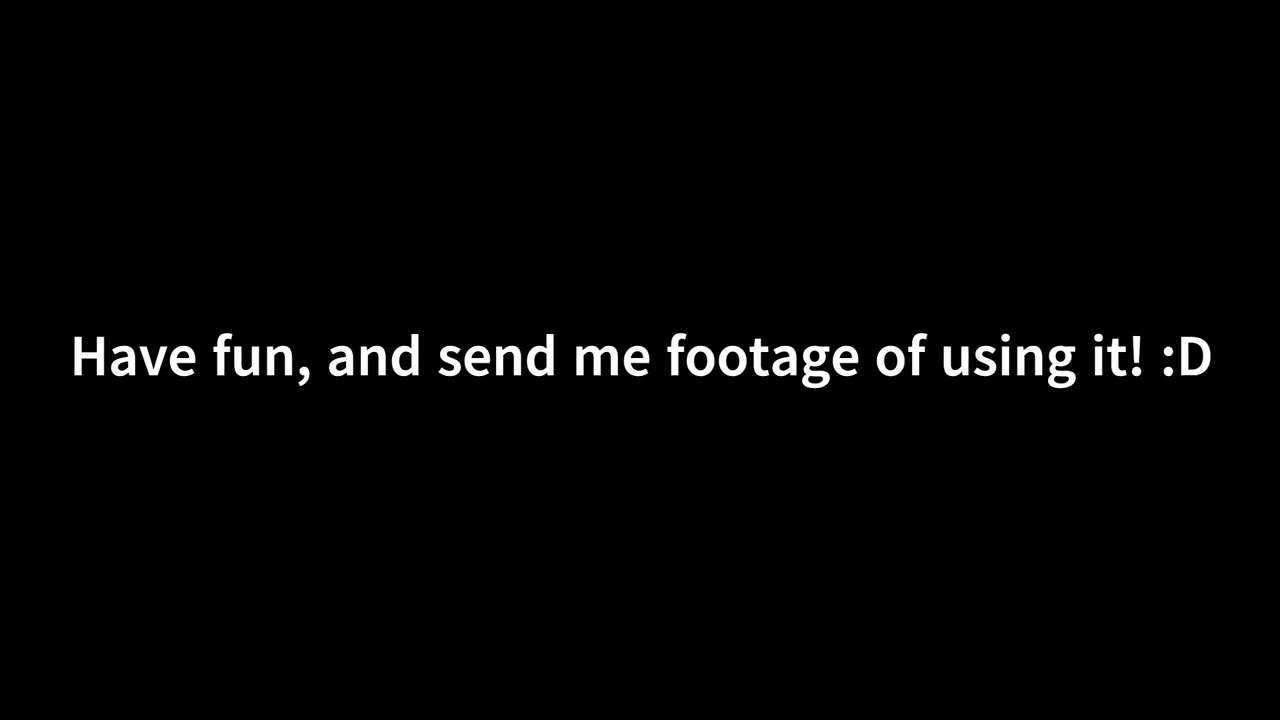 Have fun, and send me footage of using it! :D